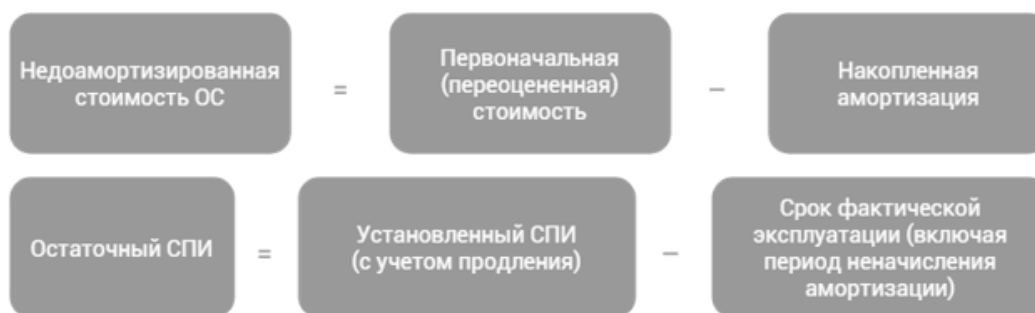 Недоамортизированная
стоимость ОС
=
Первоначальная
(переоцененная)
стоимость
—
Накопленная
амортизация
Остаточный СПИ
=
Установленный СПИ
(с учетом продления)
—
Срок фактической
эксплуатации (включая
период неначисления
амортизации)